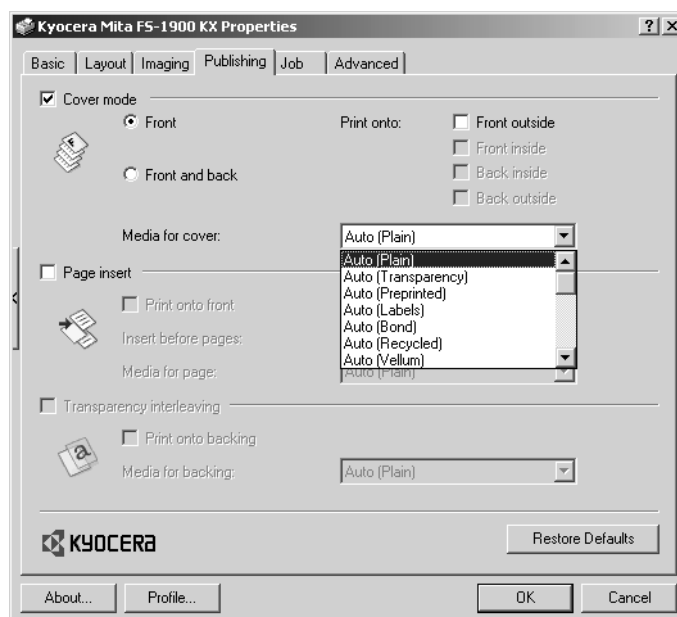 Kyocera Mita FS-1900 KX Properties
Basic Layout Imaging Publishing Job Advanced
Cover mode
Front Print onto: Front outside
Front inside
Front and back Back inside
Back outside
Media for cover: Auto (Plain)
Auto (Plain)
Page insert Auto (Transparency)
Auto (Preprinted)
Print onto front Auto (Labels)
Auto (Bond)
Insert before pages: Auto (Recycled)
Auto (Vellum)
Media for page: Auto (Plain)
Transparency interleaving
Print onto backing
Media for backing: Auto (Plain)
KYOCERA Restore Defaults
About... Profile... OK Cancel